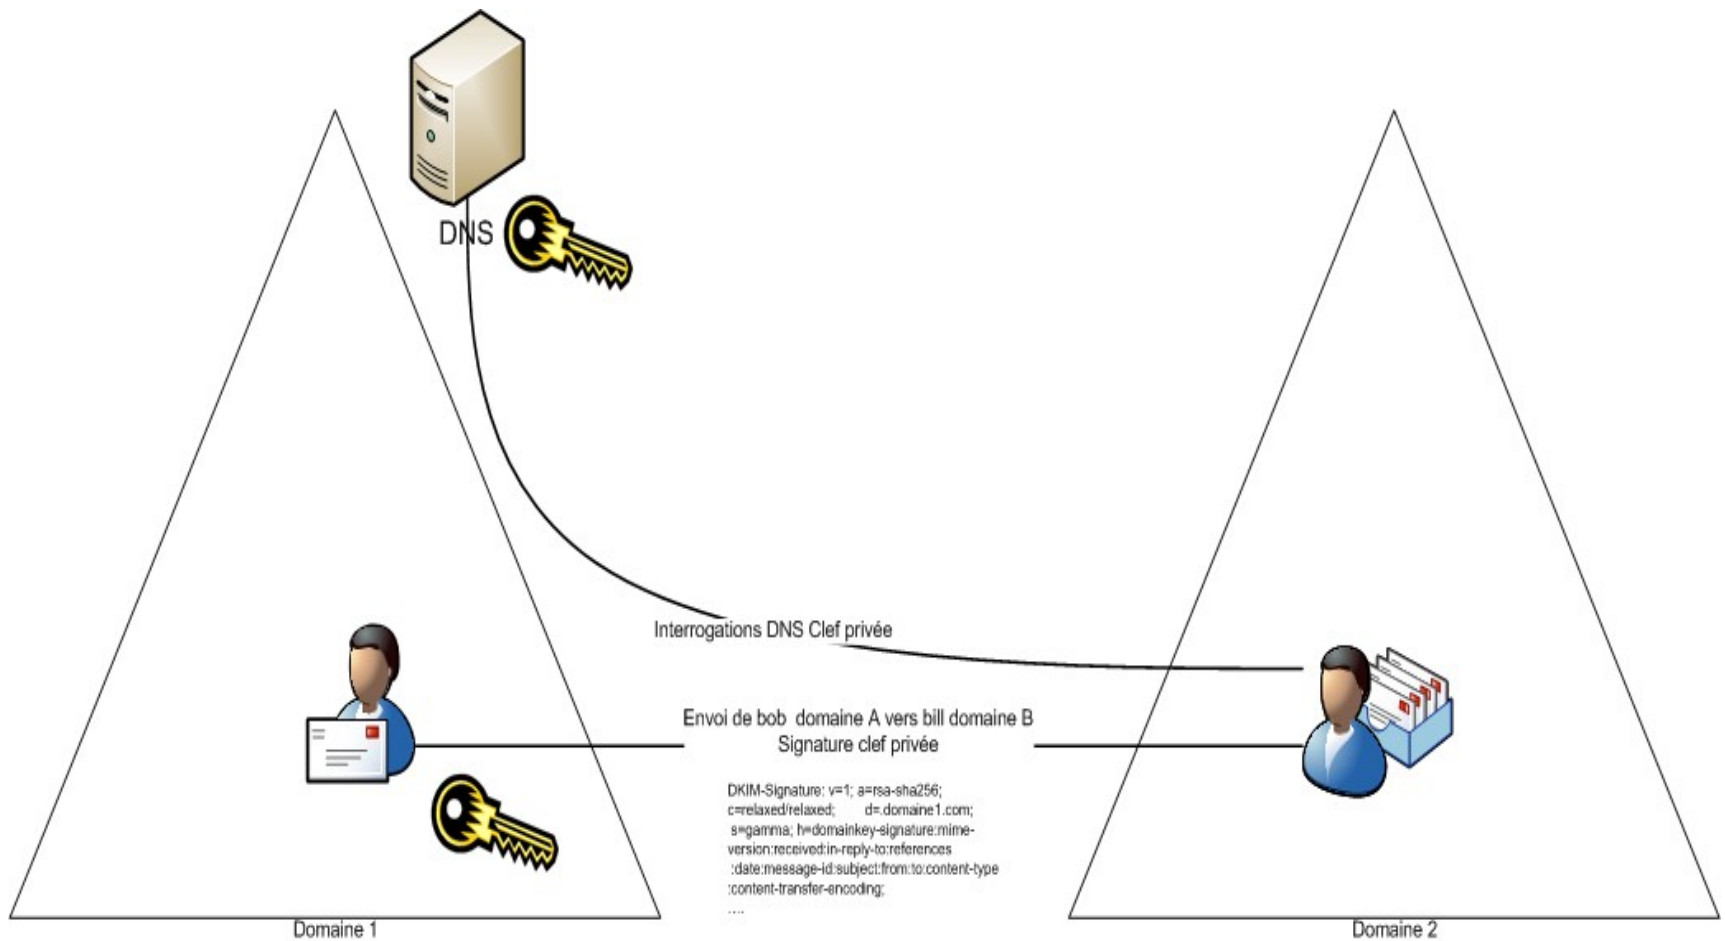 DNS
Interrogations DNS Clef privée
Envoi de bob domaine A vers bill domaine B
Signature clef privée
DKIM-Signature: v=1; a=rsa-sha256;
c=relaxed/relaxed; d=.domaine1.com;
s=gamma; h=domainkey-signature:mime-
version:received:in-reply-to:references
:date:message-id:subject:from:to:content-type
:content-transfer-encoding;
....
Domaine 1
Domaine 2